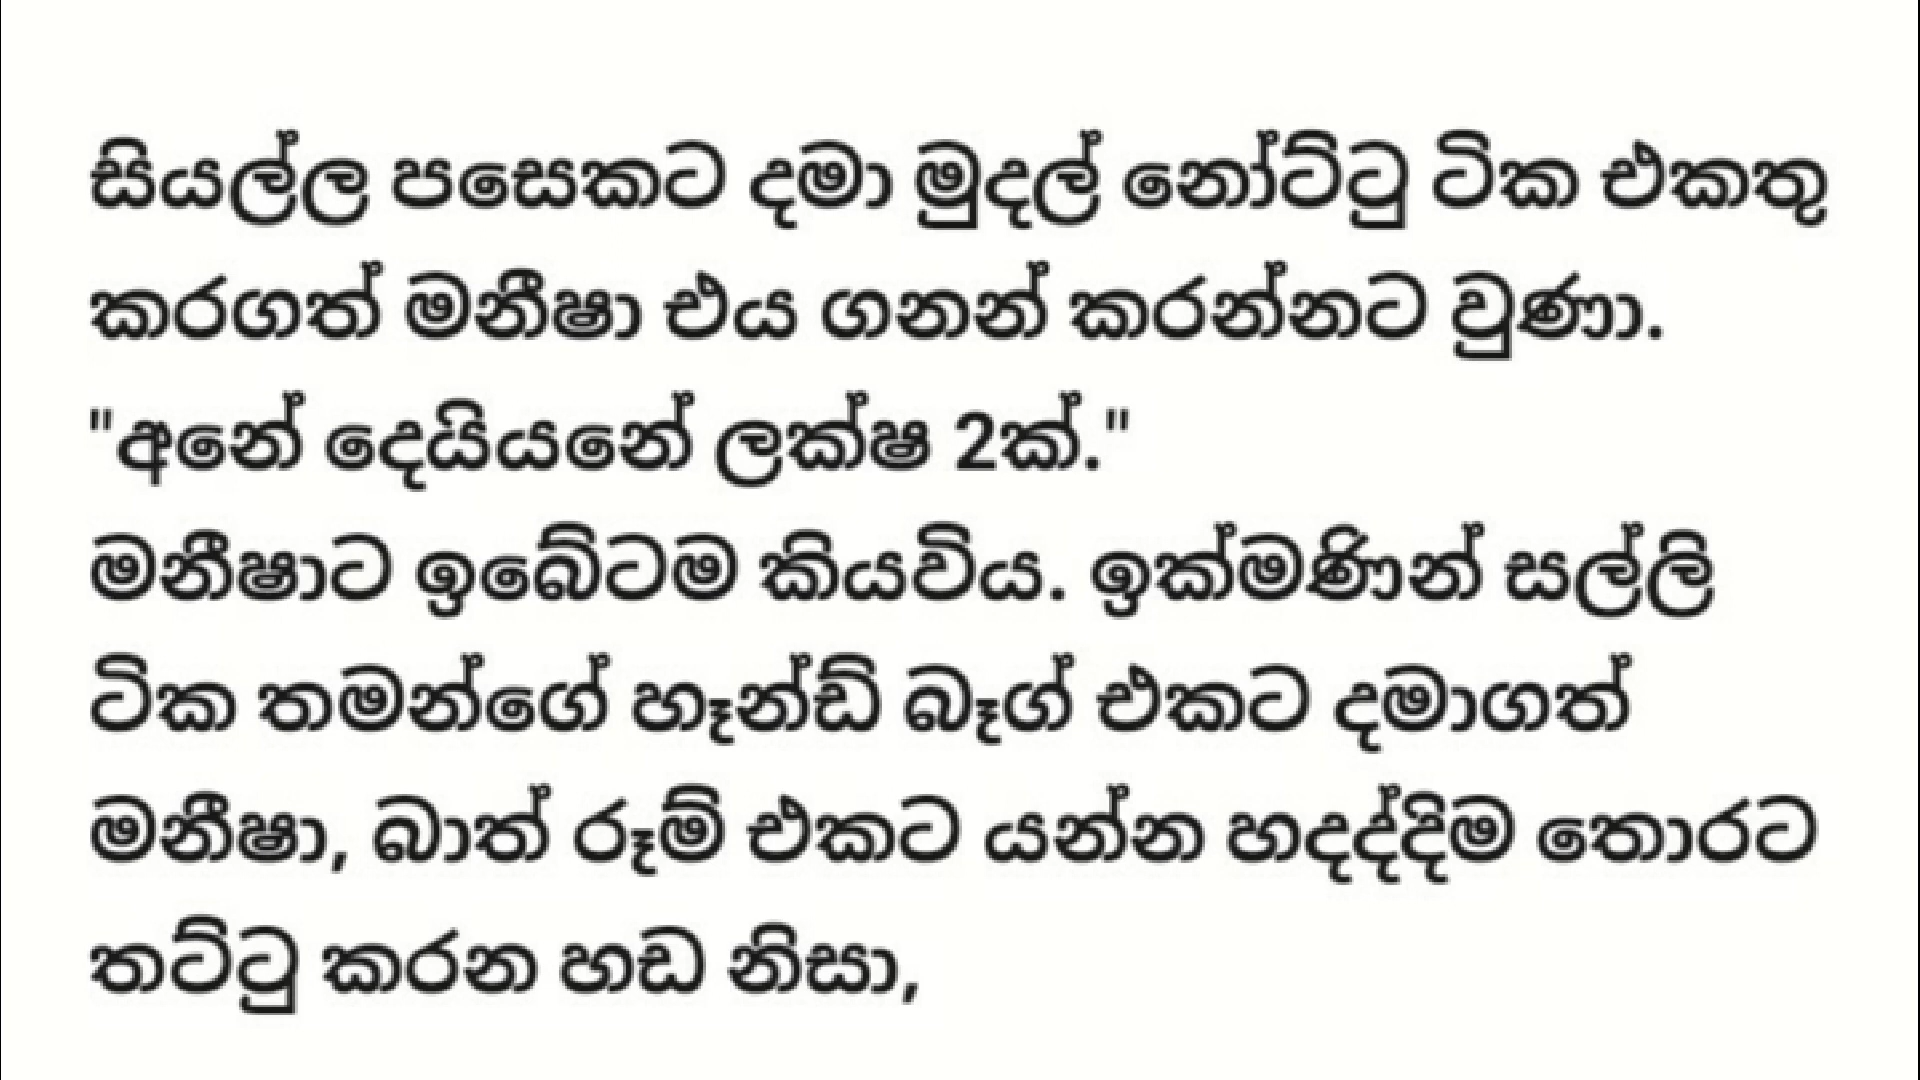 සියල්ල පසෙකට දමා මුදල් නෝට්ටු ටික එකතු
කරගත් මනීෂා එය ගනන් කරන්නට වුණා.
"අනේ දෙයියනේ ලක්ෂ 2ක්."
මනීෂාට ඉබේටම කියවිය. ඉක්මණින් සල්ලි
ටික තමන්ගේ හෑන්ඩ් බෑග් එකට දමාගත්
මනීෂා, බාත් රූම් එකට යන්න හදද්දිම තොරට
තට්ටු කරන හඩ නිසා,